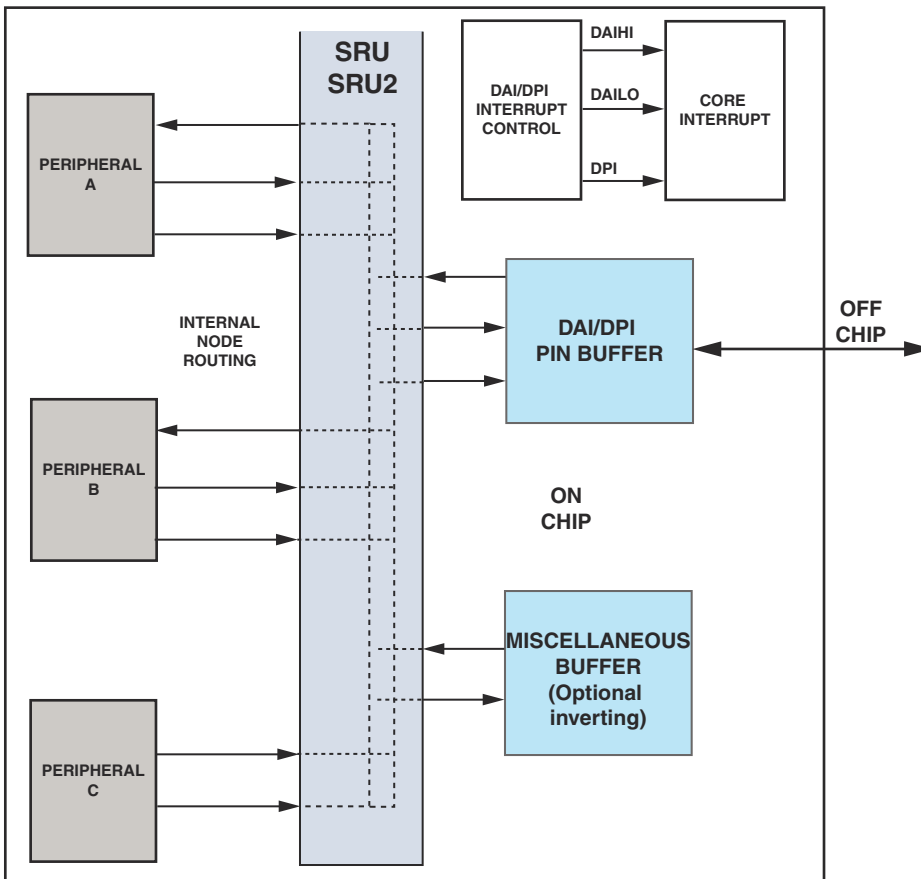 SRU
SRU2
DAIHI
DAI/DPI
INTERRUPT
CONTROL
DAILO
CORE
INTERRUPT
DPI
PERIPHERAL
A
INTERNAL
NODE
ROUTING
DAI/DPI
PIN BUFFER
OFF
CHIP
PERIPHERAL
B
ON
CHIP
MISCELLANEOUS
BUFFER
(Optional
inverting)
PERIPHERAL
C